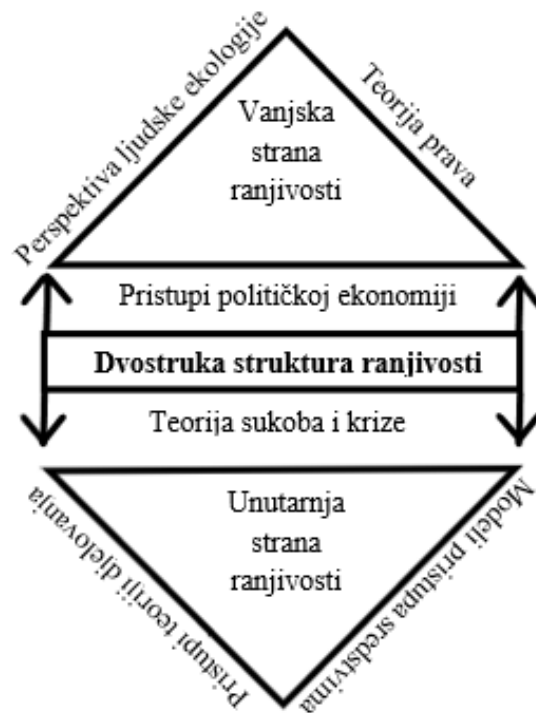 Perspektiva ljudske ekologije
Teorija prava
Vanjska
strana
ranjivosti
Pristupi političkoj ekonomiji
Dvostruka struktura ranjivosti
Teorija sukoba i krize
Unutarnja
strana
ranjivosti
Pristupi teoriji djelovanja
Modeli pristupa sredstvima